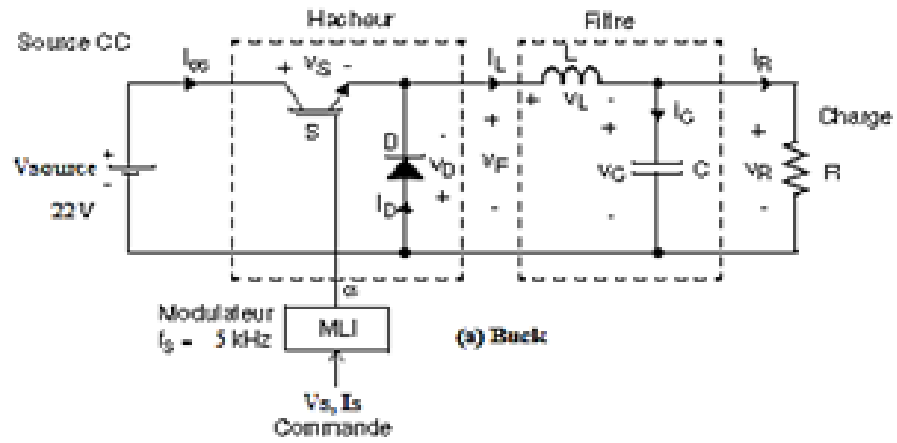 Hacheur
Filtre
Source CC
+ vS -
iL
L
iR
S
+ vL -
iC
Charge
Vsource
+
-
D
-
vD
+
+
vF
-
+
vC
-
C
+
vR
-
R
22V
iD
α
Modulateur
fS = 5 kHz
MLI
(a) Buck
Vs, Is
Commande